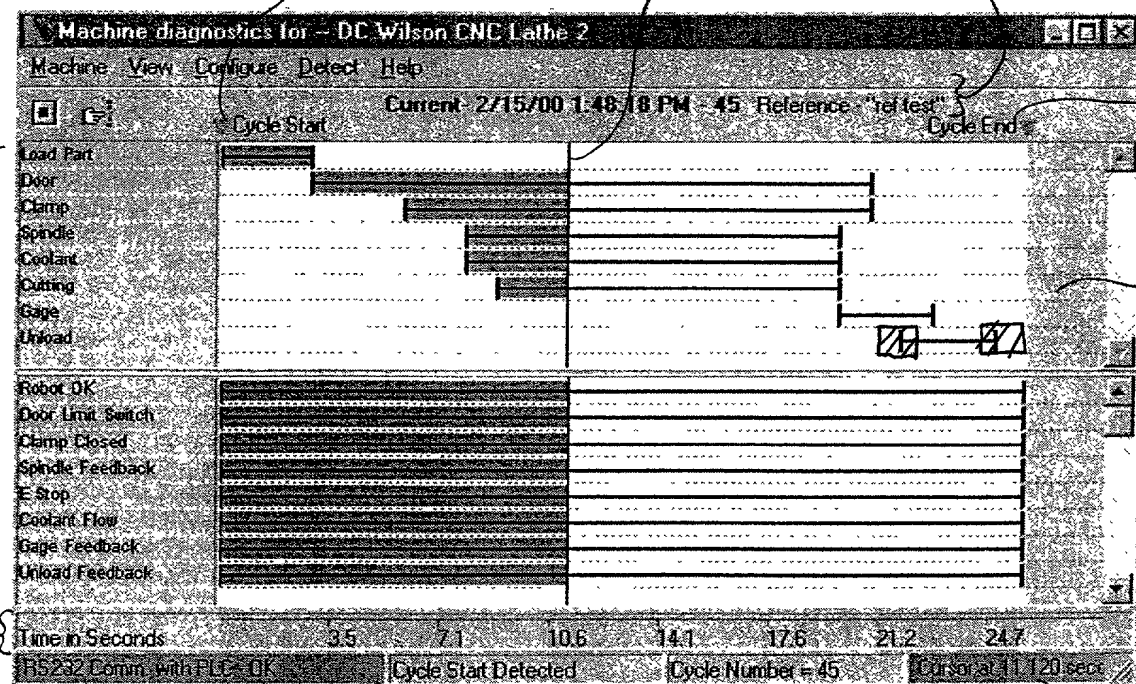 Machine diagnostics for -- DC Wilson CNC Lathe 2
Machine View Configure Detect Help
Current- 2/15/00 1:48:18 PM - 45 Reference - "ref test"
Cycle Start Cycle End
Load Part
Door
Clamp
Spindle
Coolant
Cutting
Gage
Unload
Robot OK
Door Limit Switch
Clamp Closed
Spindle Feedback
E Stop
Coolant Flow
Gage Feedback
Unload Feedback
Time in Seconds 3.5 7.1 10.6 14.1 17.6 21.2 24.7
RS232 Comm. with PLC = OK Cycle Start Detected Cycle Number = 45 Cursor at 11.120 secs